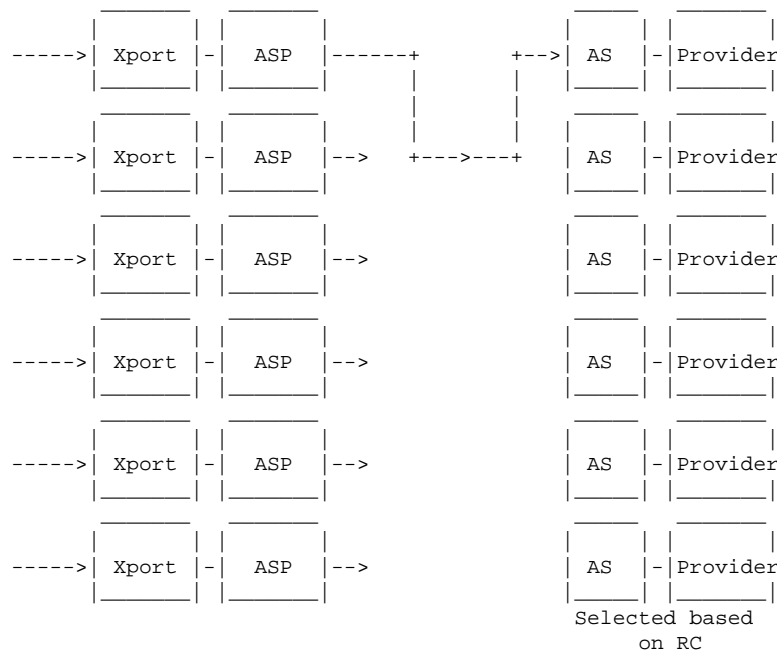 -----> Xport - ASP ------+ +--> AS - Provider
-----> Xport - ASP --> +--->---+ AS - Provider
-----> Xport - ASP --> AS - Provider
-----> Xport - ASP --> AS - Provider
-----> Xport - ASP --> AS - Provider
-----> Xport - ASP --> AS - Provider
Selected based
on RC